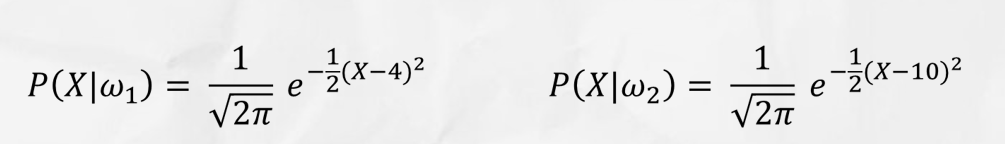 P(X|ω₁) = 1/√2π e^{-1/2(X−4)²}    P(X|ω₂) = 1/√2π e^{-1/2(X−10)²}